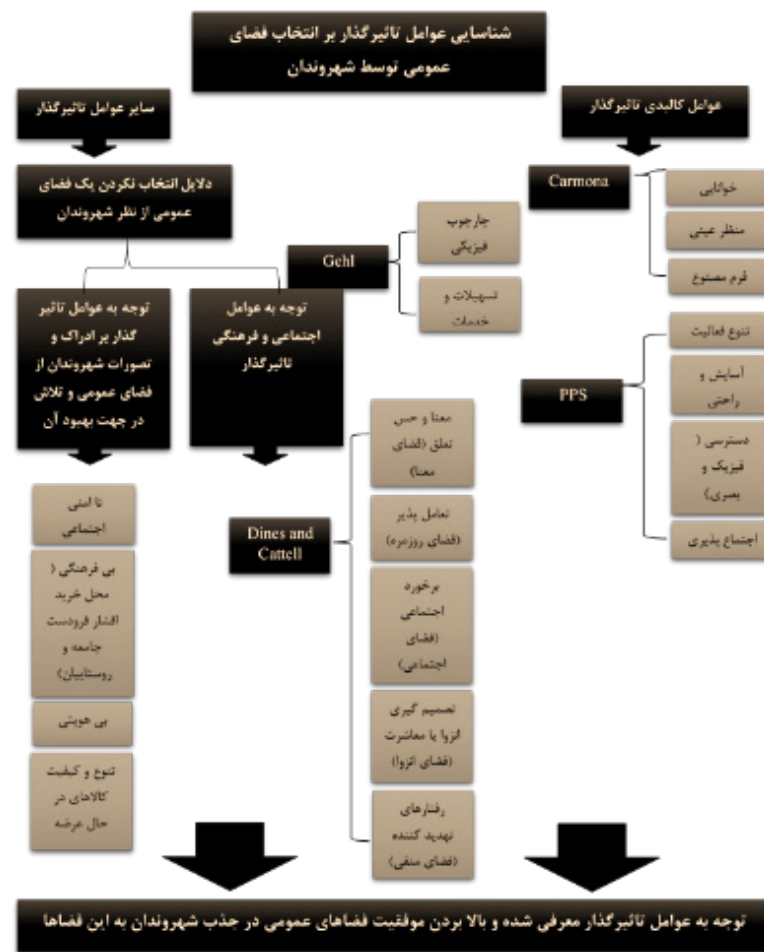 شناسایی عوامل تاثیرگذار بر انتخاب فضای
عمومی توسط شهروندان
عوامل کالبدی تاثیرگذار
Carmona
خوانایی
منظر عینی
فرم مصنوع
Gehl
چارچوب
فیزیکی
تسهیلات و
خدمات
PPS
تنوع فعالیت
آسایش و
راحتی
دسترسی (
فیزیک و
بصری)
اجتماع پذیری
سایر عوامل تاثیرگذار
دلایل انتخاب نکردن یک فضای
عمومی از نظر شهروندان
توجه به عوامل
اجتماعی و فرهنگی
تاثیرگذار
توجه به عوامل تاثیر
گذار بر ادراک و
تصورات شهروندان از
فضای عمومی و تلاش
در جهت بهبود آن
Dines and
Cattell
معنا و حس
تعلق (فضای
معنا)
تعامل پذیر
(فضای روزمره)
برخورد
اجتماعی
(فضای
اجتماعی)
تصمیم گیری
انزوا یا معاشرت
(فضای انزوا)
رفتارهای
تهدید کننده
(فضای منفی)
نا امنی
اجتماعی
بی فرهنگی (
محل خرید
اقشار فرودست
جامعه و
روستاییان)
بی هویتی
تنوع و کیفیت
کالاهای در
حال عرضه
توجه به عوامل تاثیرگذار معرفی شده و بالا بردن موفقیت فضاهای عمومی در جذب شهروندان به این فضاها